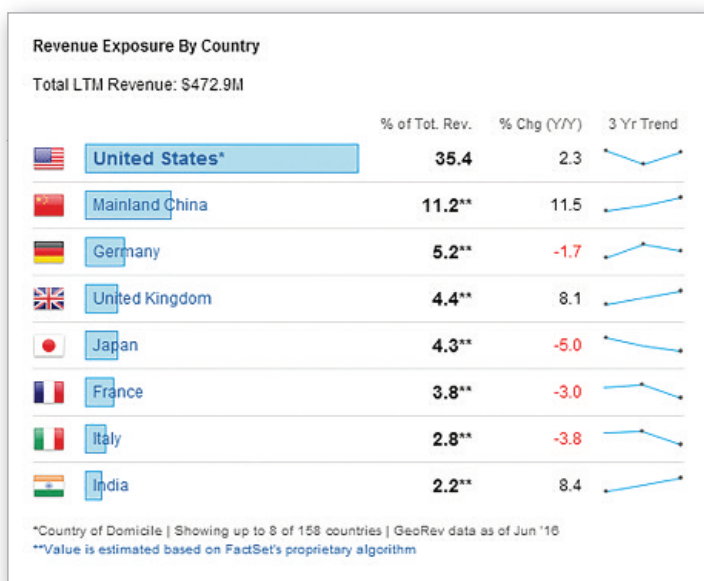 Revenue Exposure By Country
Total LTM Revenue: $472.9M
% of Tot. Rev. % Chg (Y/Y) 3 Yr Trend
United States* 35.4 2.3
Mainland China 11.2** 11.5
Germany 5.2** -1.7
United Kingdom 4.4** 8.1
Japan 4.3** -5.0
France 3.8** -3.0
Italy 2.8** -3.8
India 2.2** 8.4
*Country of Domicile | Showing up to 8 of 158 countries | GeoRev data as of Jun '16
**Value is estimated based on FactSet's proprietary algorithm